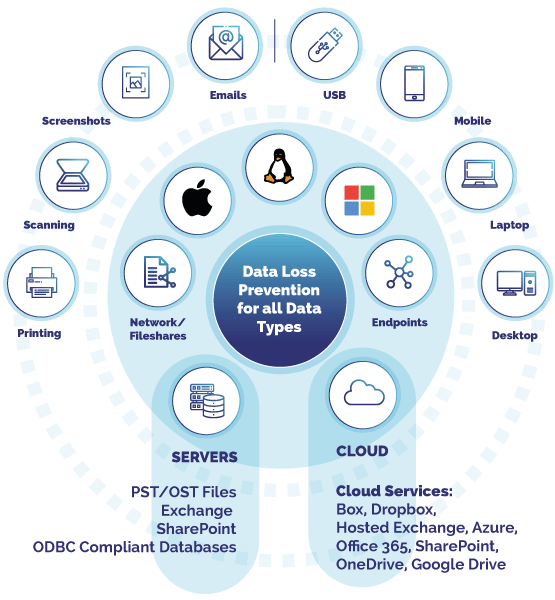 Emails
USB
Screenshots
Mobile
Scanning
Laptop
Data Loss
Prevention
for all Data
Types
Network/
Fileshares
Endpoints
Printing
Desktop
SERVERS
PST/OST Files
Exchange
SharePoint
ODBC Compliant Databases
CLOUD
Cloud Services:
Box, Dropbox,
Hosted Exchange, Azure,
Office 365, SharePoint,
OneDrive, Google Drive